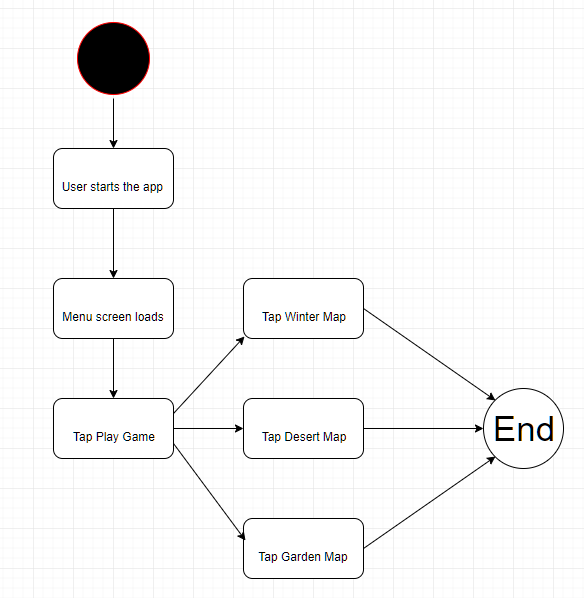 User starts the app
Menu screen loads
Tap Play Game
Tap Winter Map
Tap Desert Map
Tap Garden Map
End